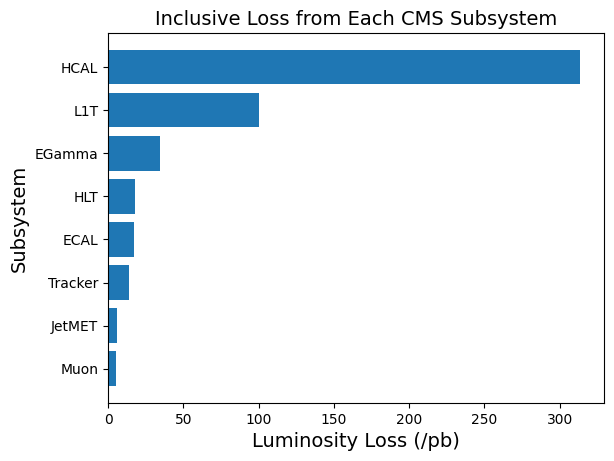 Inclusive Loss from Each CMS Subsystem
HCAL
L1T
EGamma
HLT
ECAL
Tracker
JetMET
Muon
Subsystem
0 50 100 150 200 250 300
Luminosity Loss (/pb)